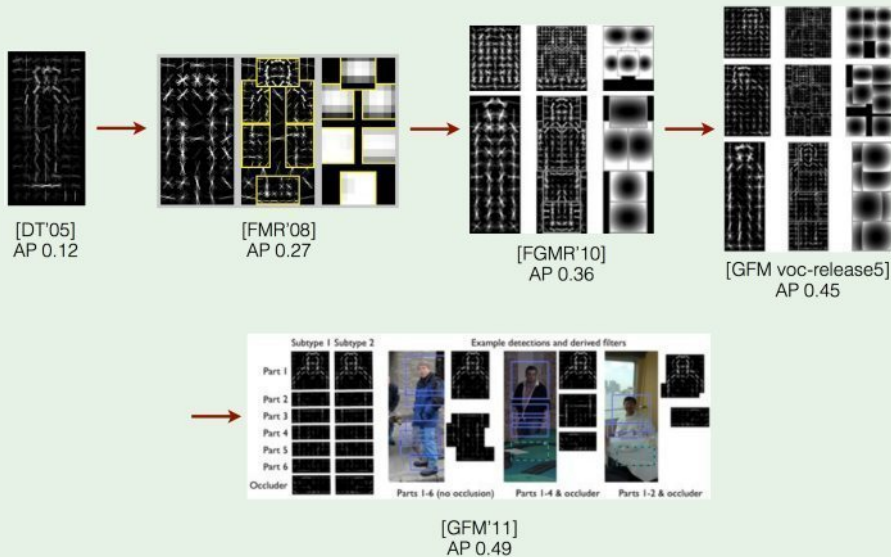 [DT'05]
AP 0.12
[FMR'08]
AP 0.27
[FGMR'10]
AP 0.36
[GFM voc-release5]
AP 0.45
Subtype 1 Subtype 2
Example detections and derived filters
Part 1
Part 2
Part 3
Part 4
Part 5
Part 6
Occluder
Parts 1-6 (no occlusion)
Parts 1-4 & occluder
Parts 1-2 & occluder
[GFM'11]
AP 0.49